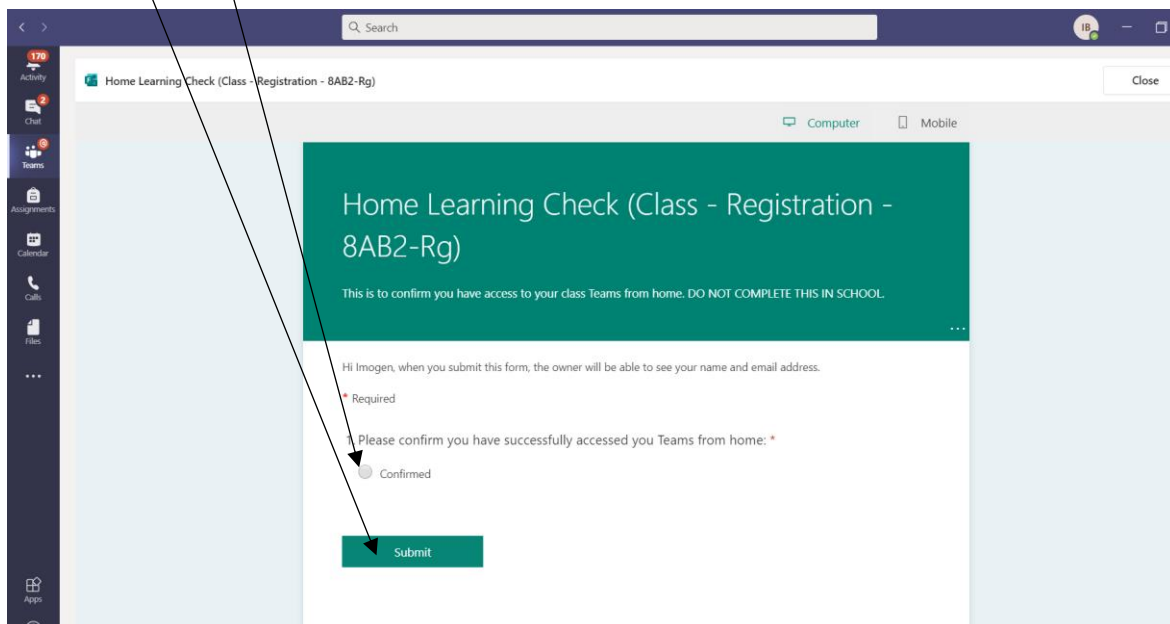 Search
IB
170
Activity
Home Learning Check (Class - Registration - 8AB2-Rg)
Close
2
Chat
Computer
Mobile
@
Teams
Home Learning Check (Class - Registration -
8AB2-Rg)
Assignments
Calendar
This is to confirm you have access to your class Teams from home. DO NOT COMPLETE THIS IN SCHOOL.
Calls
Files
Hi Imogen, when you submit this form, the owner will be able to see your name and email address.
* Required
1. Please confirm you have successfully accessed you Teams from home: *
Confirmed
Submit
Apps